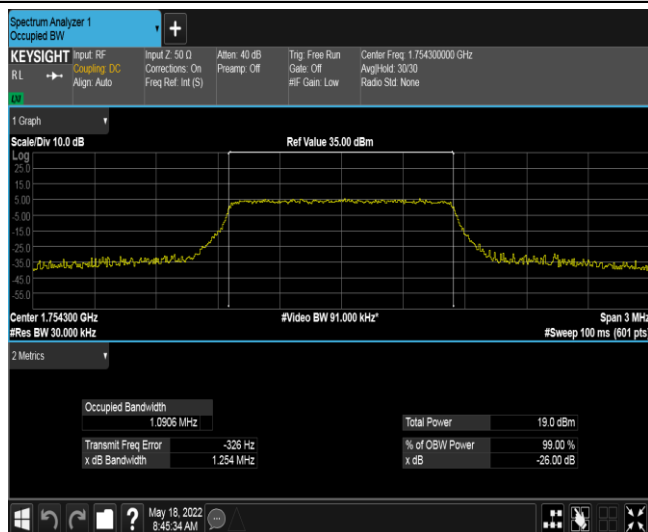 Spectrum Analyzer 1
Occupied BW
+
KEYSIGHT
RL
Input: RF
Coupling: DC
Align: Auto
Input Z: 50 Ω
Corrections: On
Freq Ref: Int (S)
Atten: 40 dB
Preamp: Off
Trig: Free Run
Gate: Off
#IF Gain: Low
Center Freq: 1.754300000 GHz
Avg|Hold: 30/30
Radio Std: None
1 Graph
Scale/Div 10.0 dB
Ref Value 35.00 dBm
Log
25.0
15.0
5.00
-5.00
-15.0
-25.0
-35.0
-45.0
-55.0
Center 1.754300 GHz
#Video BW 91.000 kHz*
Span 3 MHz
#Res BW 30.000 kHz
#Sweep 100 ms (601 pts)
2 Metrics
Occupied Bandwidth
1.0906 MHz
Total Power 19.0 dBm
Transmit Freq Error -326 Hz
% of OBW Power 99.00 %
x dB Bandwidth 1.254 MHz
x dB -26.00 dB
?
May 18, 2022
8:45:34 AM